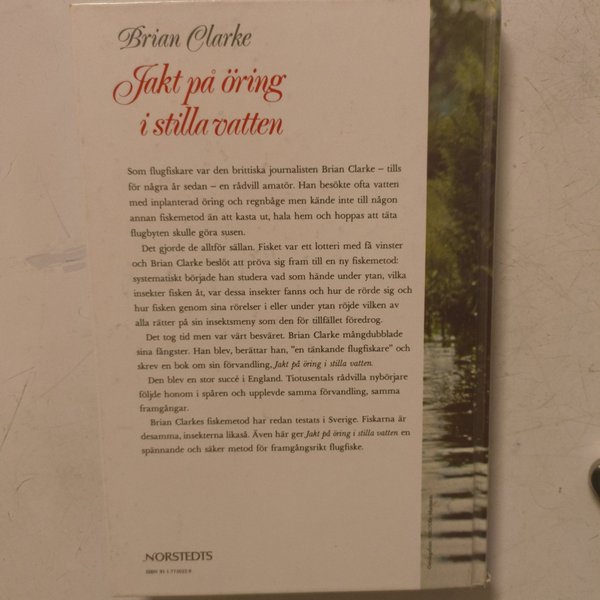 Brian Clarke
Jakt på öring
i stilla vatten
Som flugfiskare var den brittiska journalisten Brian Clarke – tills
för några år sedan – en rådvill amatör. Han besökte ofta vatten
med inplanterad öring och regnbåge men kände inte till någon
annan fiskemetod än att kasta ut, hala hem och hoppas att täta
flugbyten skulle göra susen.
Det gjorde de alltför sällan. Fisket var ett lotteri med få vinster
och Brian Clarke beslöt att pröva sig fram till en ny fiskemetod:
systematiskt började han studera vad som hände under ytan, vilka
insekter fisken åt, var dessa insekter fanns och hur de rörde sig och
hur fisken genom sina rörelser i eller under ytan röjde vilken av
alla rätter på sin insektsmeny som den för tillfället föredrog.
Det tog tid men var värt besväret. Brian Clarke mångdubblade
sina fångster. Han blev, berättar han, "en tänkande flugfiskare" och
skrev en bok om sin förvandling, Jakt på öring i stilla vatten.
Den blev en stor succé i England. Tiotusentals rådvilla nybörjare
följde honom i spåren och upplevde samma förvandling, samma
framgångar.
Brian Clarkes fiskemetod har redan testats i Sverige. Fiskarna är
desamma, insekterna likaså. Även här ger Jakt på öring i stilla vatten en
spännande och säker metod för framgångsrikt flugfiske.
NORSTEDTS
ISBN